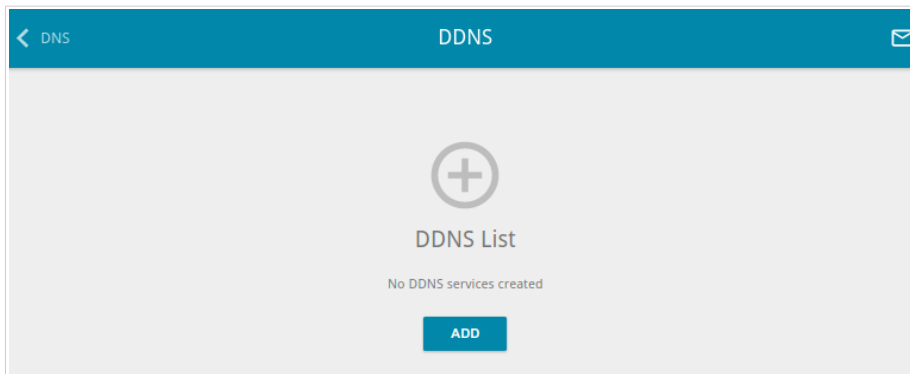 DNS
DDNS
DDNS List
No DDNS services created
ADD